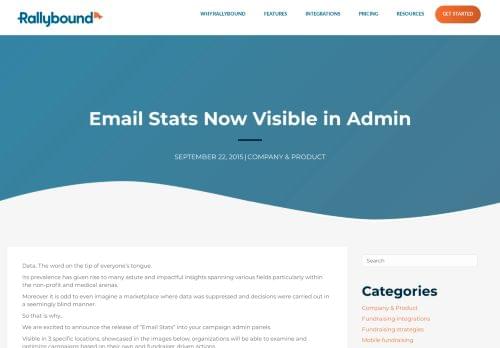 Rallybound
WHY RALLYBOUND
FEATURES
INTEGRATIONS
PRICING
RESOURCES
GET STARTED
Email Stats Now Visible in Admin
SEPTEMBER 22, 2015 | COMPANY & PRODUCT
Data. The word on the tip of everyone's tongue.
Its prevalence has given rise to many astute and impactful insights spanning various fields particularly within
the non-profit and medical arenas.
Moreover it is odd to even imagine a marketplace where data was suppressed and decisions were carried out in
a seemingly blind manner.
So that is why…
We are excited to announce the release of "Email Stats" into your campaign admin panels.
Visible in 3 specific locations, showcased in the images below, organizations will be able to examine and
optimize campaigns based on their own and fundraiser driven actions.
Search
Categories
Company & Product
Fundraising integrations
Fundraising strategies
Mobile fundraising